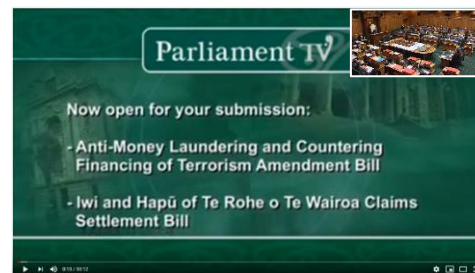 Parliament TV
Now open for your submission:
- Anti-Money Laundering and Countering
Financing of Terrorism Amendment Bill
- Iwi and Hapū of Te Rohe o Te Wairoa Claims
Settlement Bill